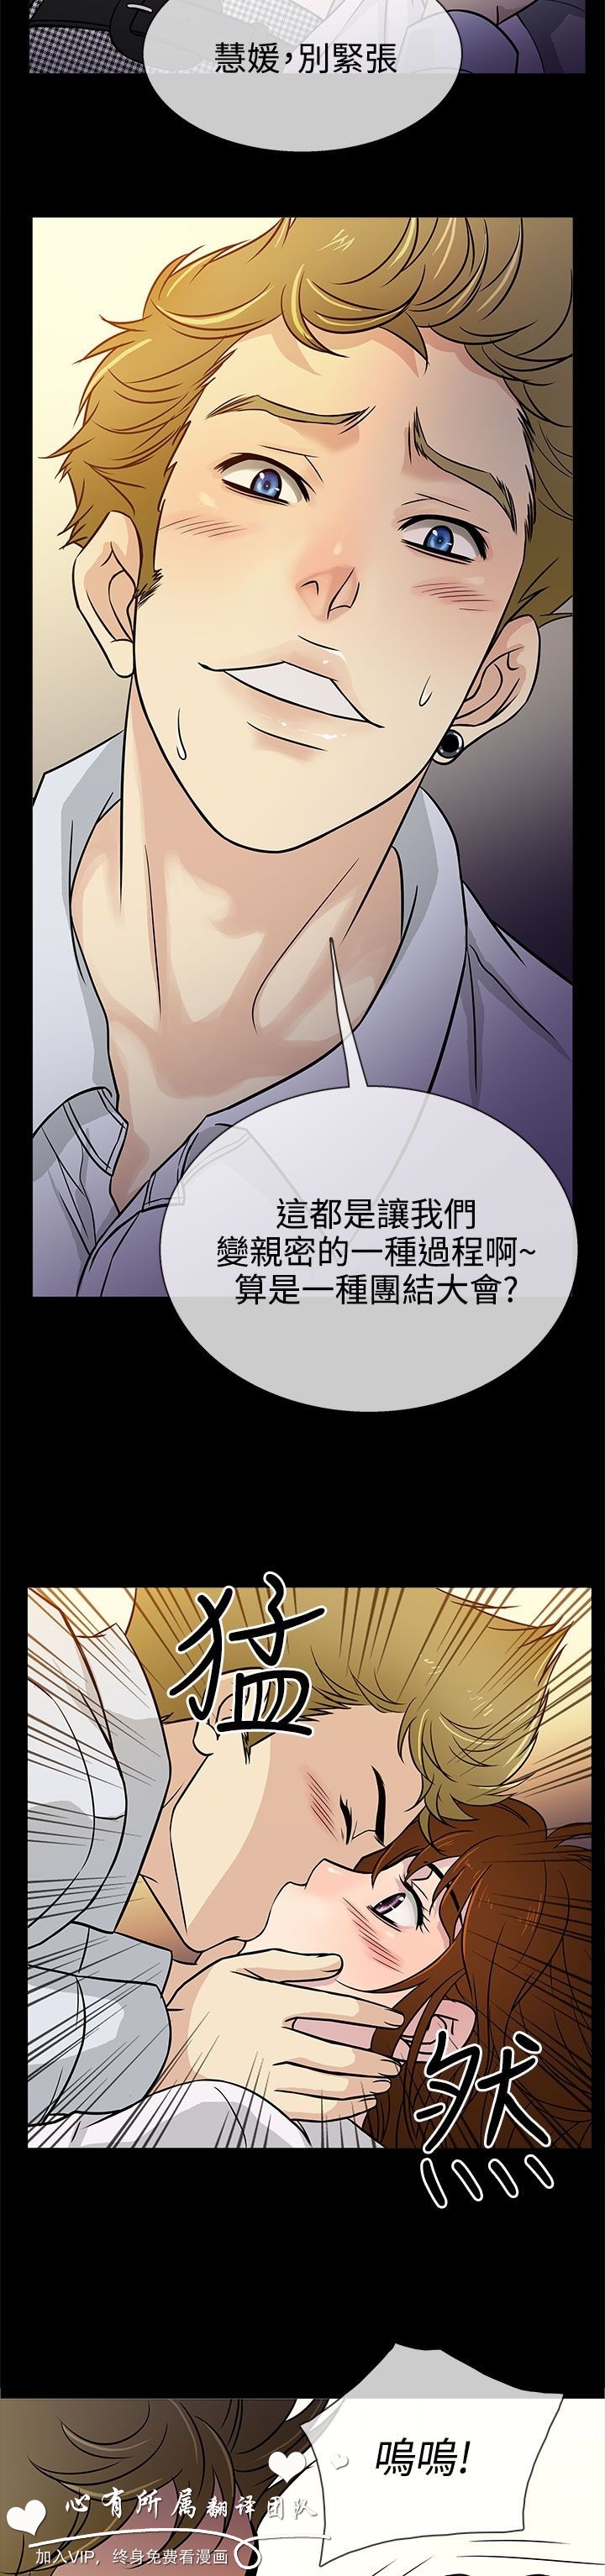 慧媛,別緊張
這都是讓我們
變親密的一種過程啊~
算是一種團結大會?
猛
然
嗚嗚!
心有所属翻译团队
加入VIP，终身免费看漫画